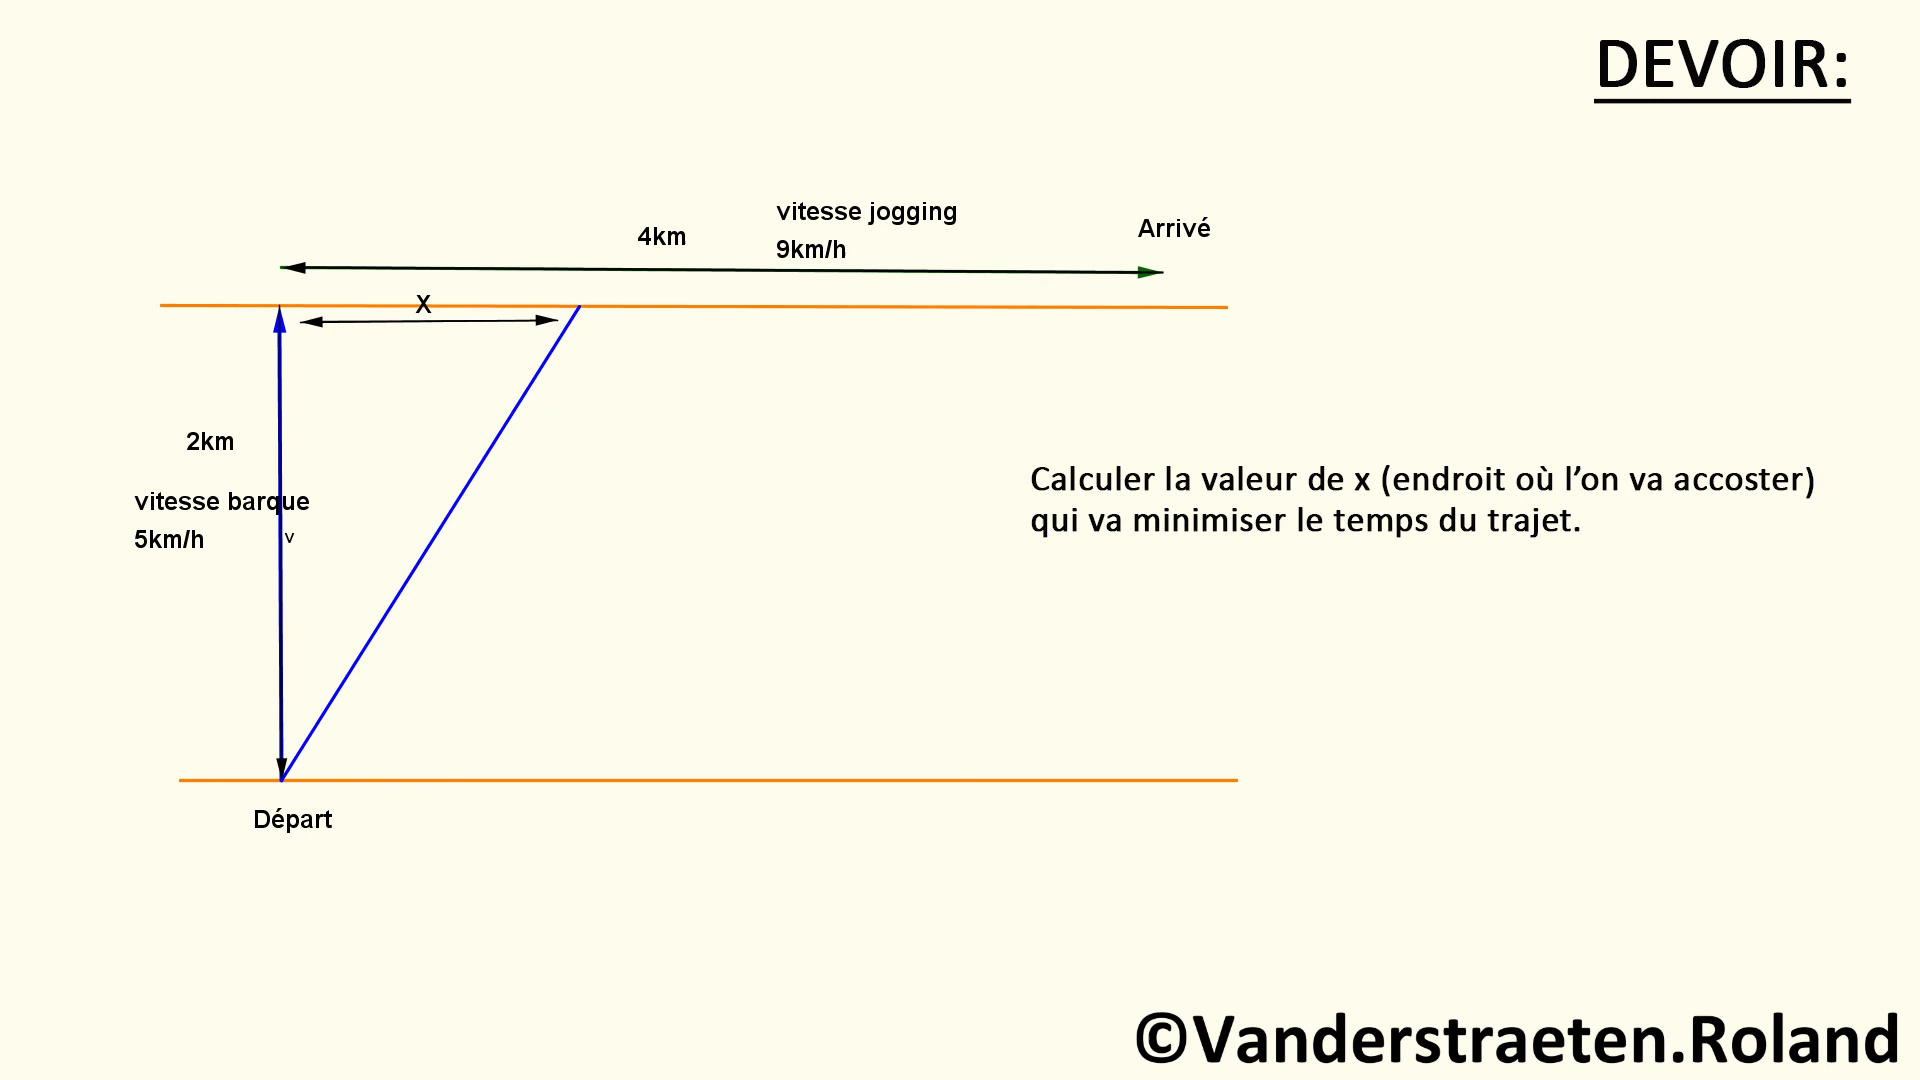 DEVOIR:
vitesse jogging
4km
9km/h
Arrivé
X
2km
vitesse barque
5km/h
v
Calculer la valeur de x (endroit où l’on va accoster)
qui va minimiser le temps du trajet.
Départ
©Vanderstraeten.Roland